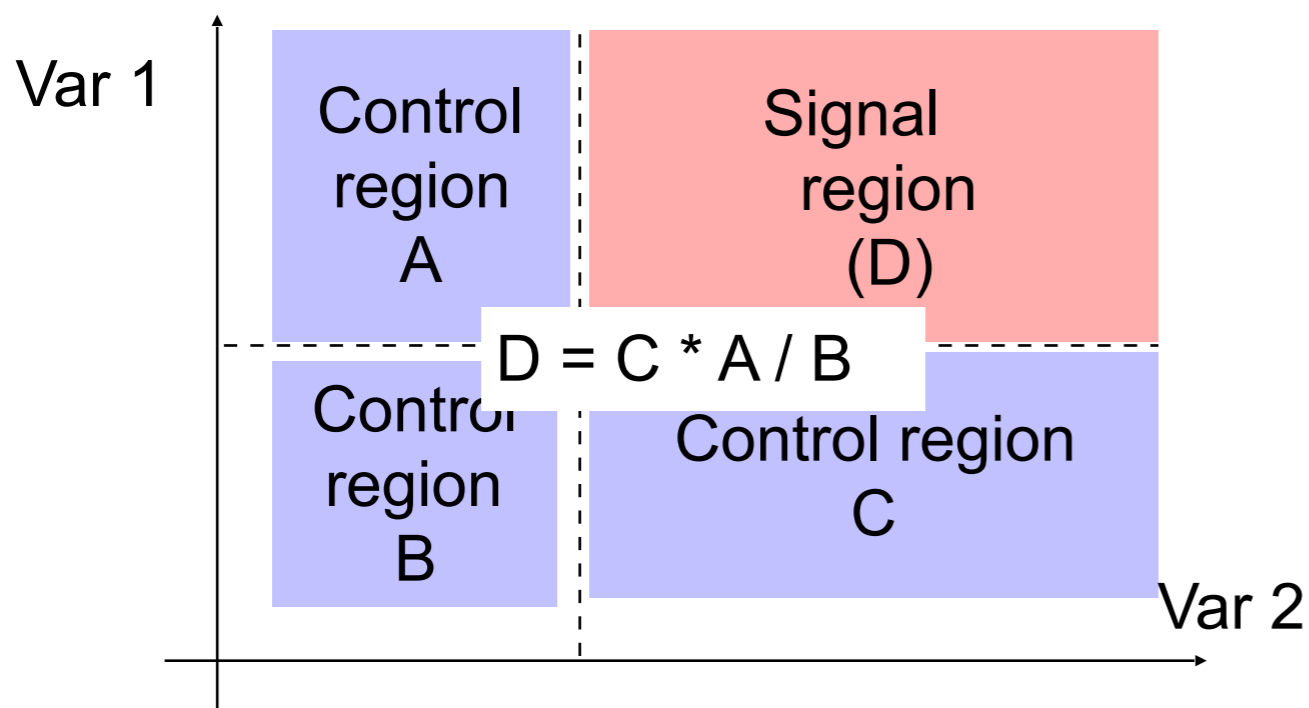 Var 1
Control
region
A
Signal
region
(D)
D = C * A / B
Control
region
B
Control region
C
Var 2